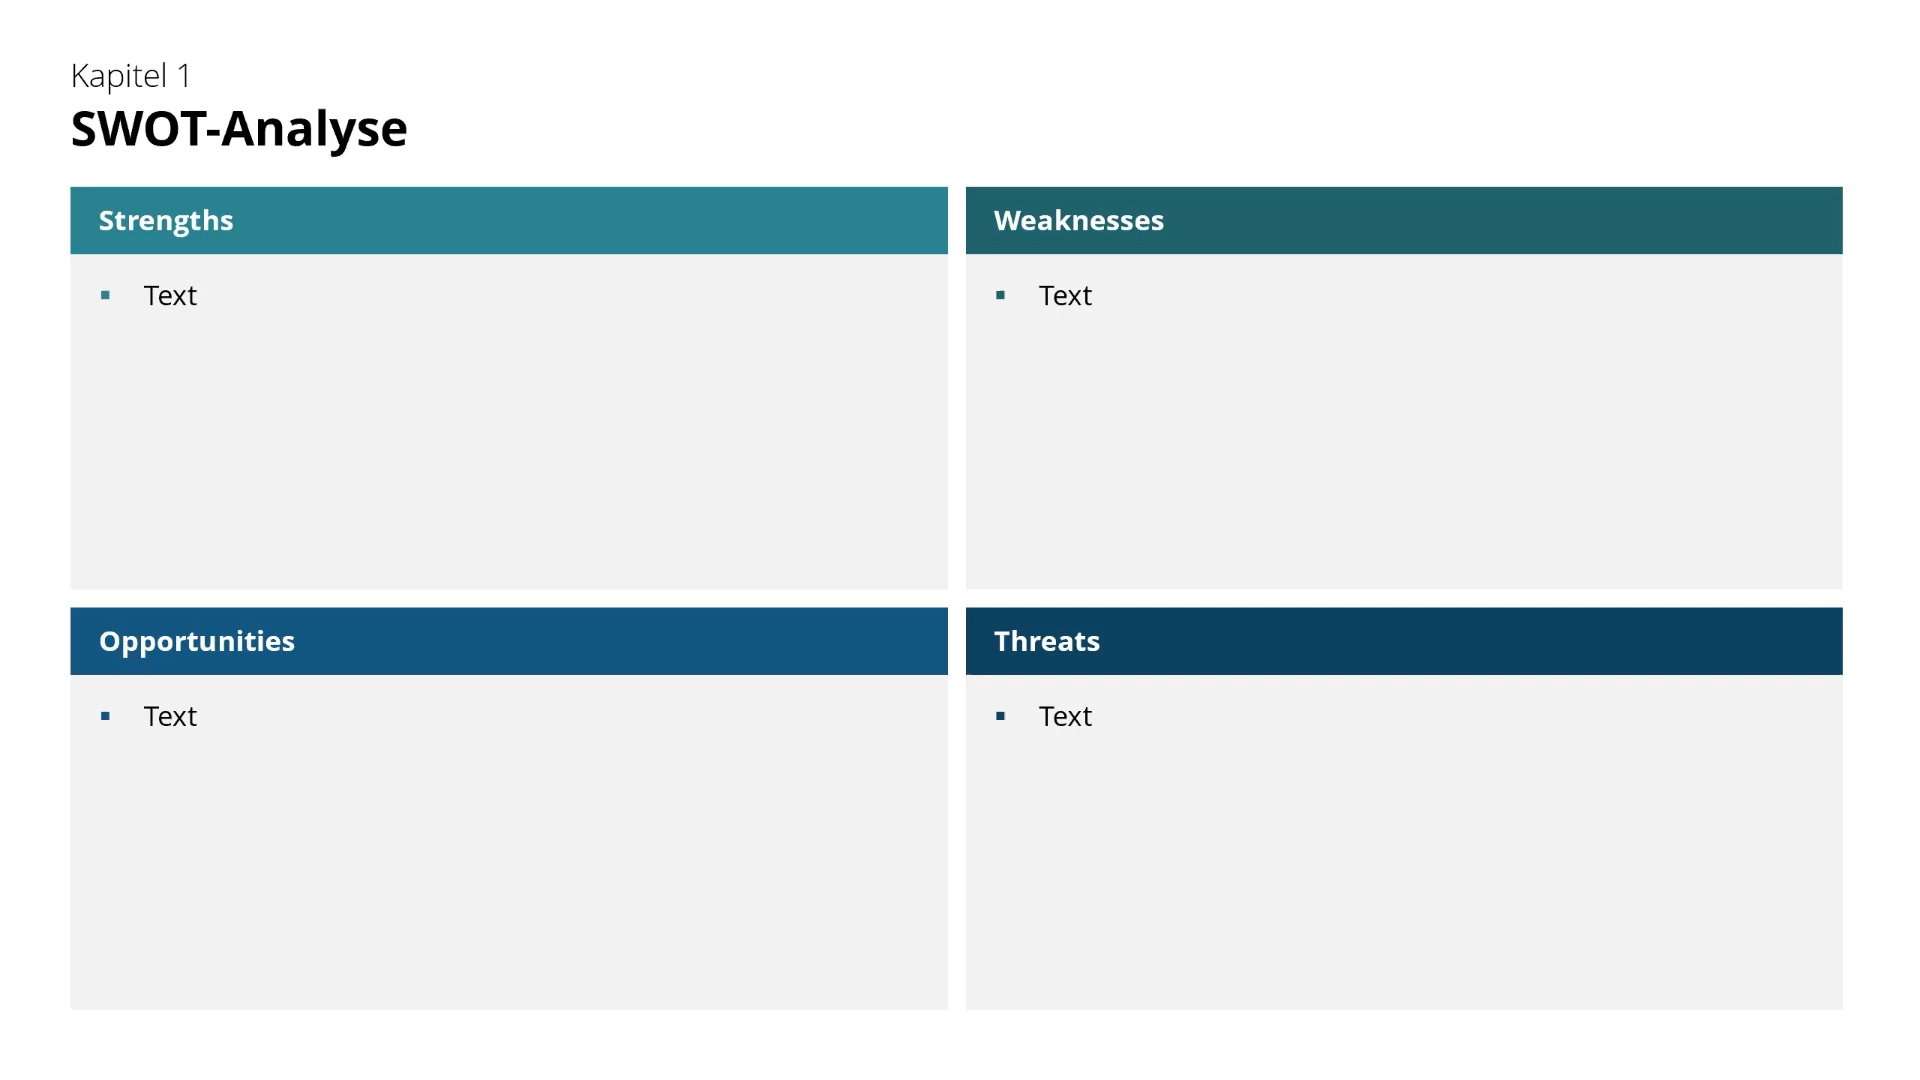 Kapitel 1
SWOT-Analyse
Strengths
▪ Text
Weaknesses
▪ Text
Opportunities
▪ Text
Threats
▪ Text